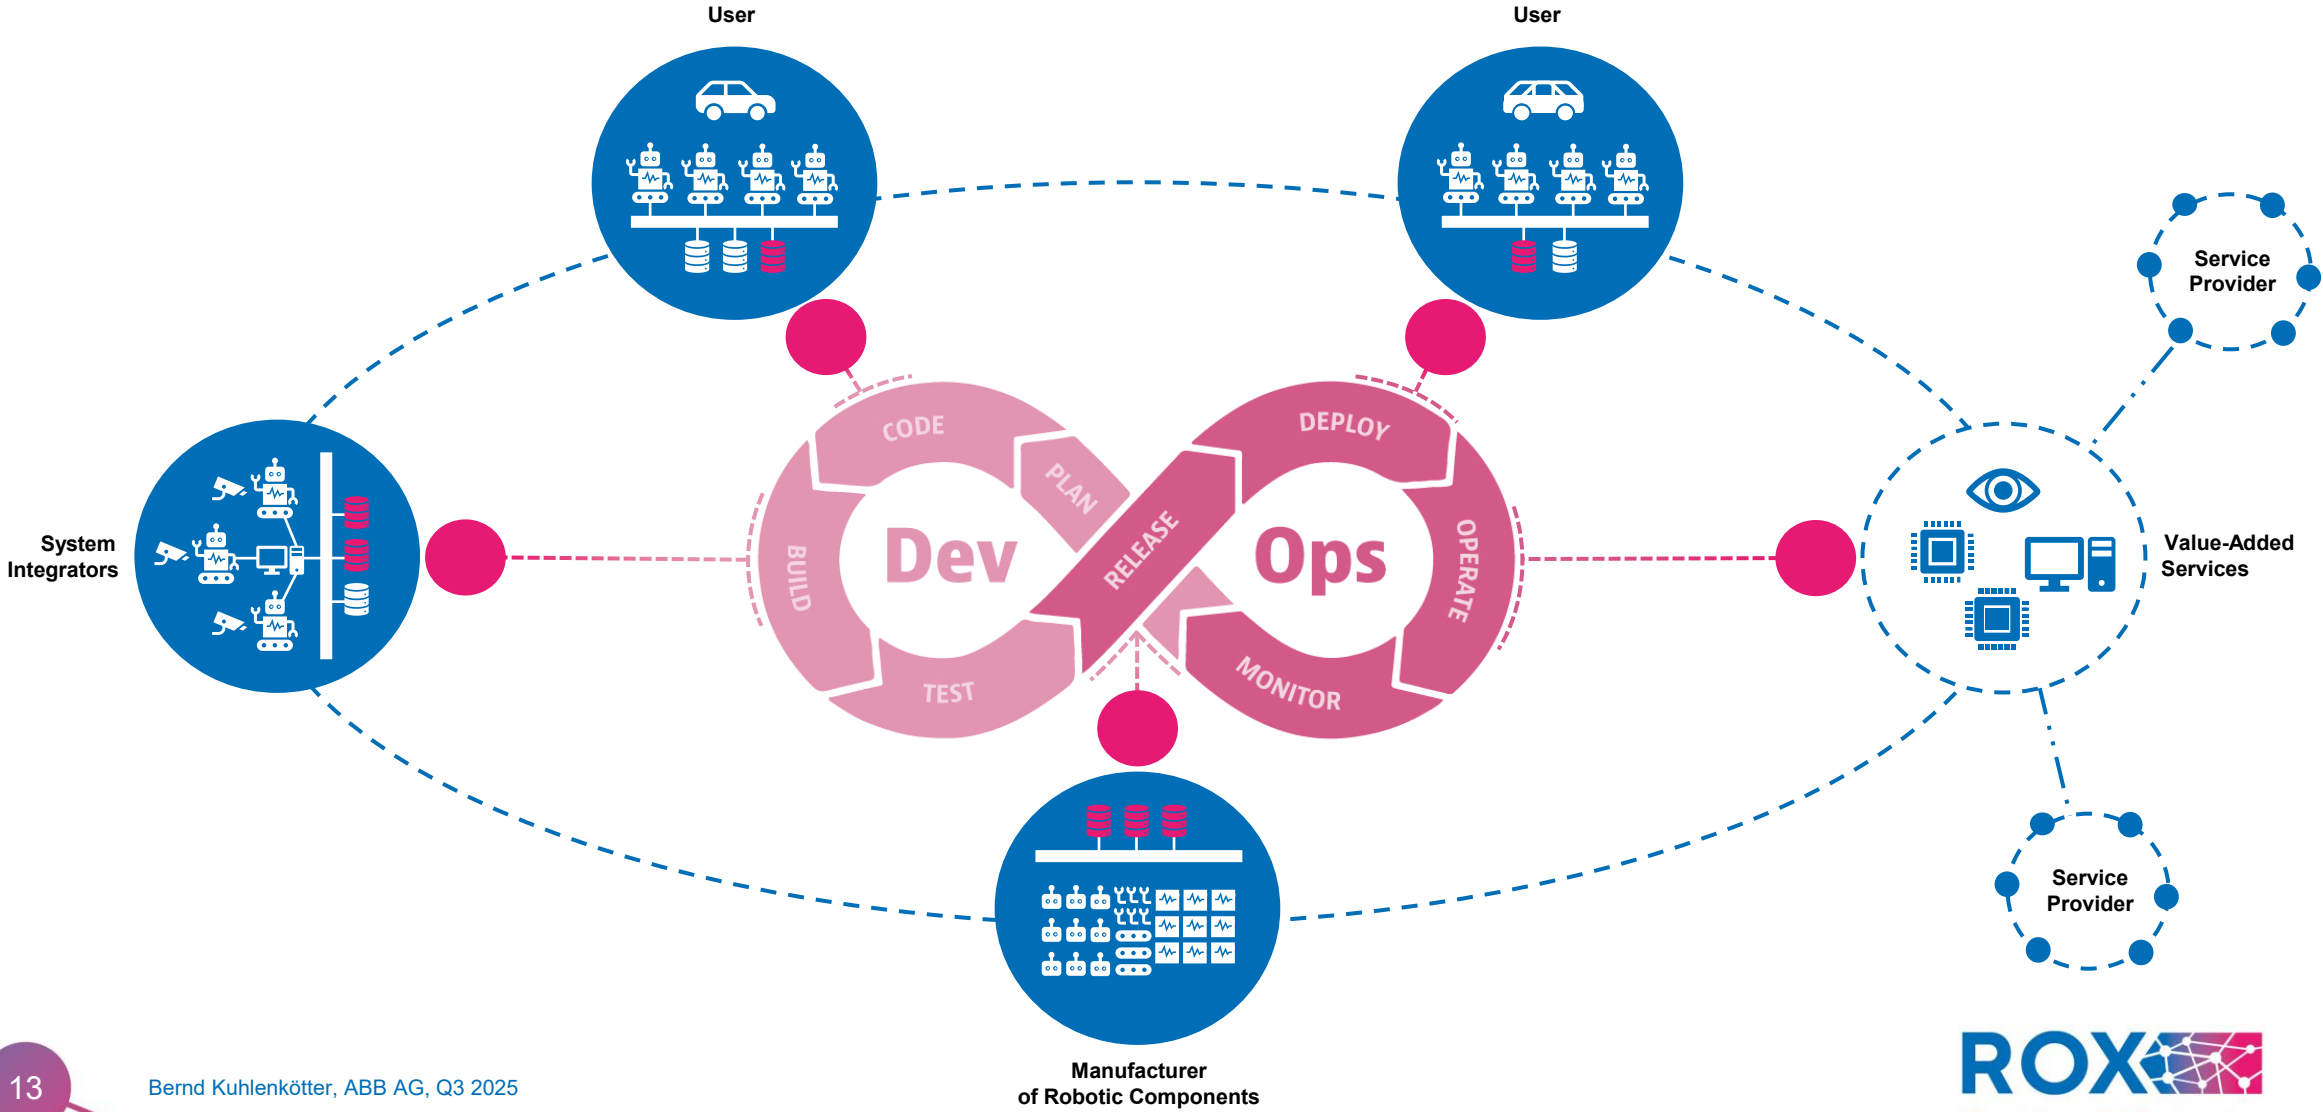 User
User
Service
Provider
CODE
DEPLOY
PLAN
RELEASE
Dev
Ops
BUILD
OPERATE
System
Integrators
Value-Added
Services
TEST
MONITOR
Service
Provider
Manufacturer
of Robotic Components
13
Bernd Kuhlenkötter, ABB AG, Q3 2025
ROX